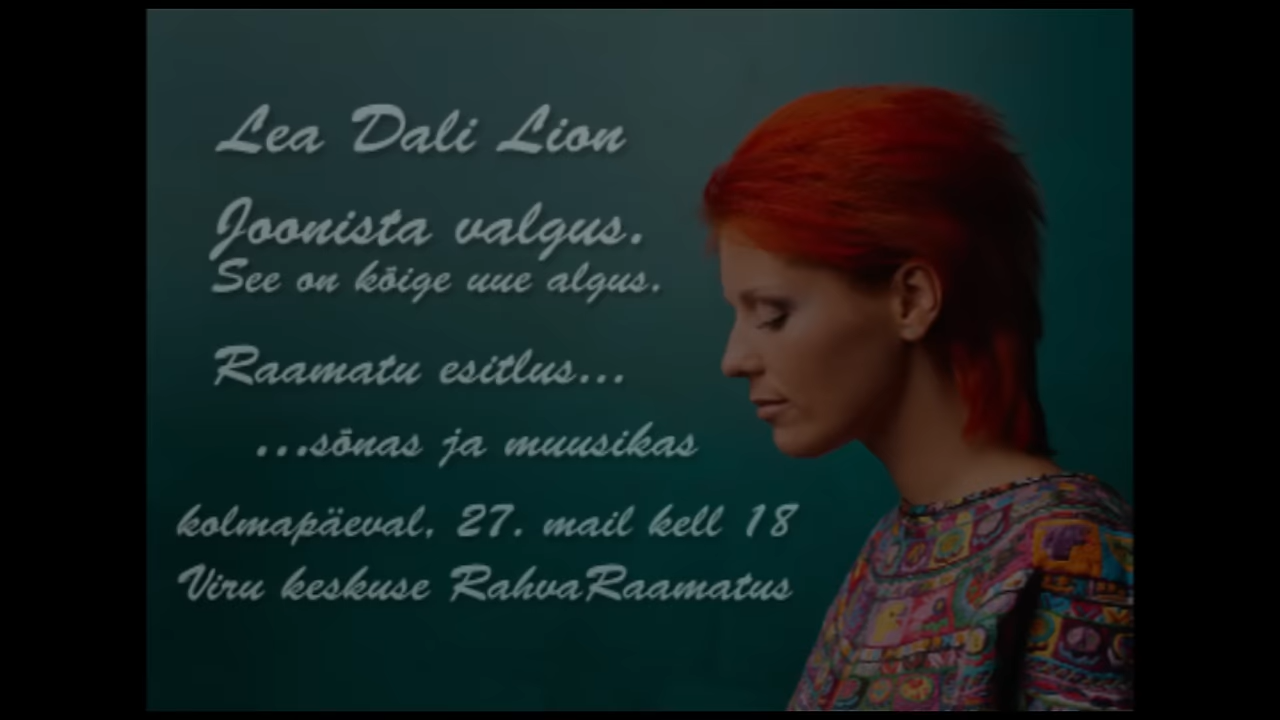 Lea Dali Lion
Joonista valgus.
See on kõige uue algus.
Raamatu esitlus...
...sõnas ja muusikas
kolmapäeval, 27. mail kell 18
Viru keskuse RahvaRaamatus